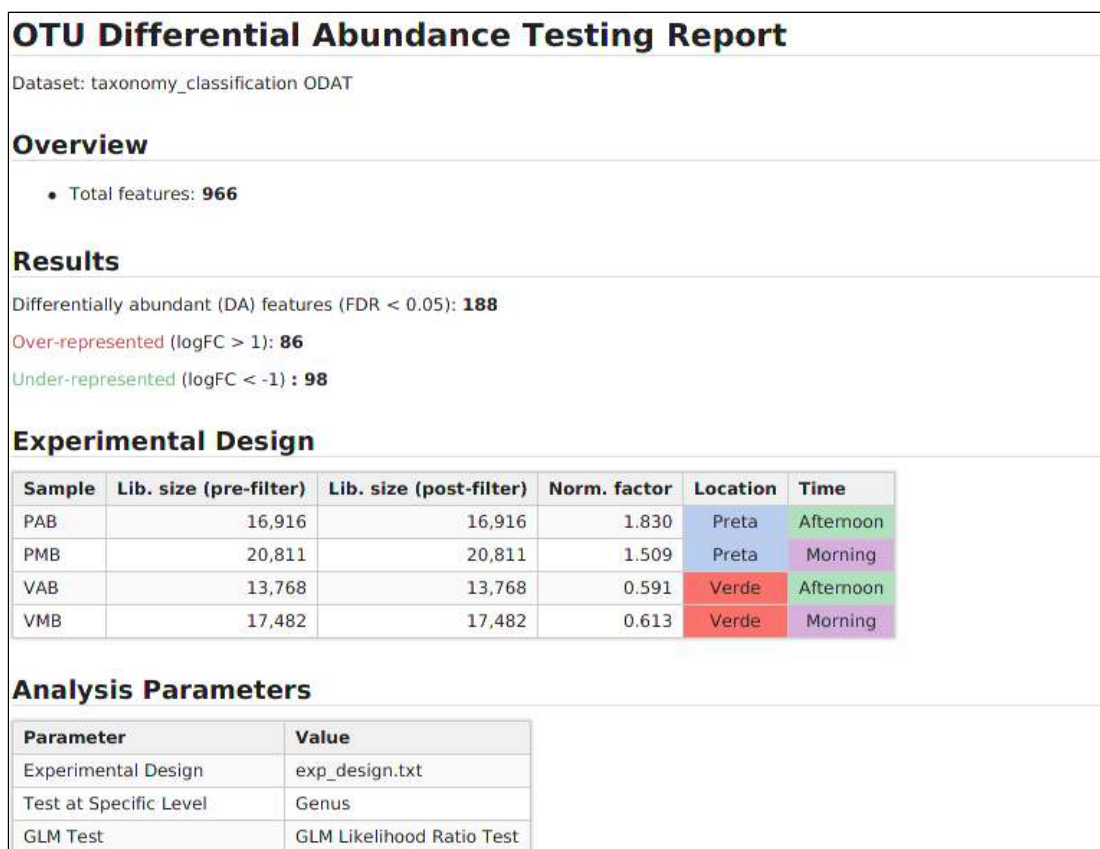 OTU Differential Abundance Testing Report
Dataset: taxonomy_classification ODAT
Overview
• Total features: 966
Results
Differentially abundant (DA) features (FDR < 0.05): 188
Over-represented (logFC > 1): 86
Under-represented (logFC < -1) : 98
Experimental Design
Sample Lib. size (pre-filter) Lib. size (post-filter) Norm. factor Location Time
PAB 16,916 16,916 1.830 Preta Afternoon
PMB 20,811 20,811 1.509 Preta Morning
VAB 13,768 13,768 0.591 Verde Afternoon
VMB 17,482 17,482 0.613 Verde Morning
Analysis Parameters
Parameter Value
Experimental Design exp_design.txt
Test at Specific Level Genus
GLM Test GLM Likelihood Ratio Test